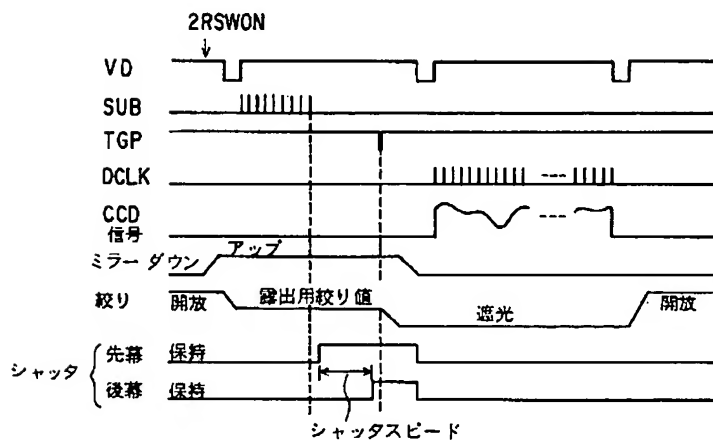 2RSWON
VD
SUB
TGP
DCLK
CCD
信号
ミラー ダウン アップ
絞り 開放 露出用絞り値 遮光 開放
シャッタ
先幕 保持
後幕 保持
シャッタスピード